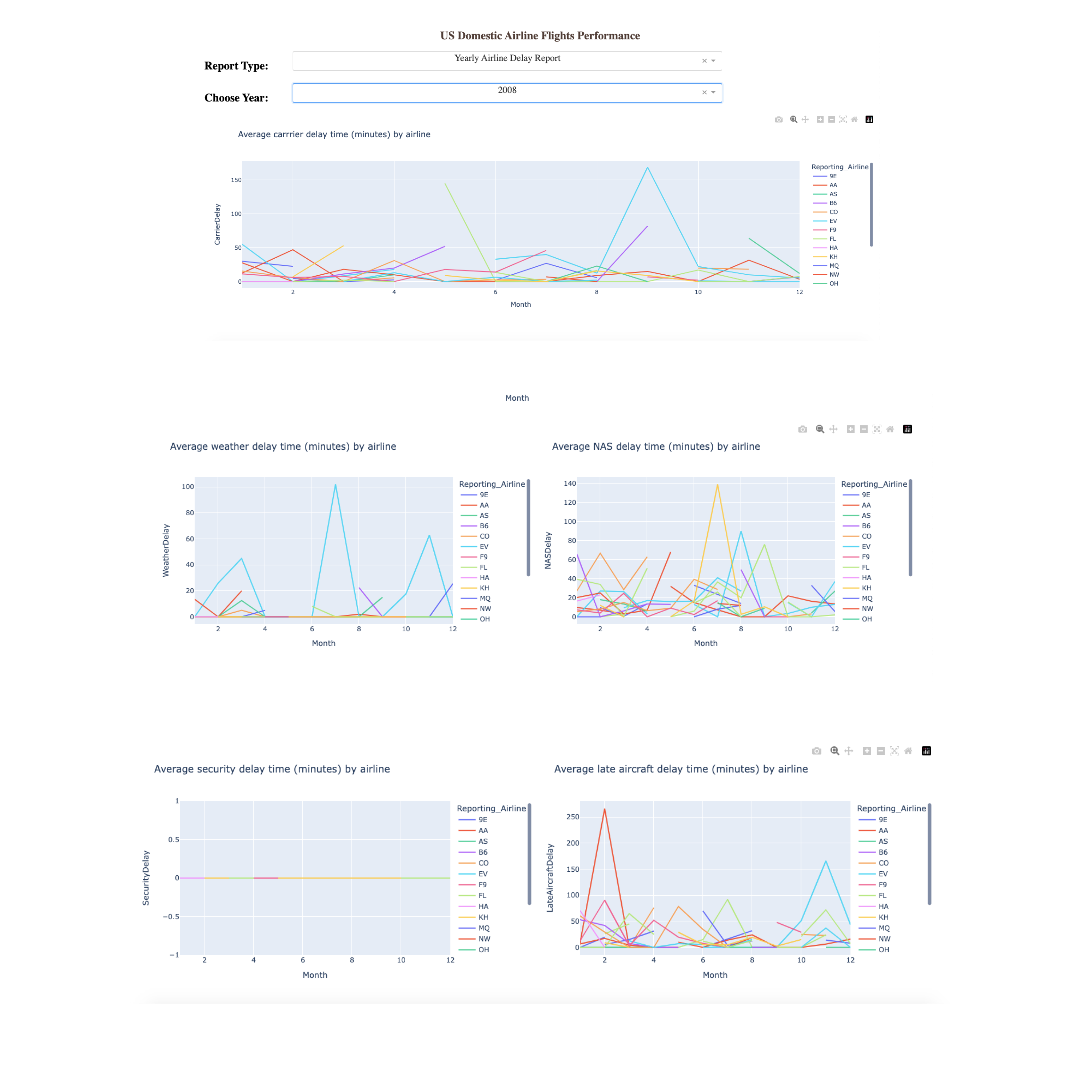 US Domestic Airline Flights Performance
Report Type:
Yearly Airline Delay Report
Choose Year:
2008
Average carrrier delay time (minutes) by airline
CarrierDelay
150
100
50
0
2
4
6
8
10
12
Month
Reporting_Airline
9E
AA
AS
B6
CO
EV
F9
FL
HA
KH
MQ
NW
OH
Month
Average weather delay time (minutes) by airline
WeatherDelay
100
80
60
40
20
0
2
4
6
8
10
12
Month
Reporting_Airline
9E
AA
AS
B6
CO
EV
F9
FL
HA
KH
MQ
NW
OH
Average NAS delay time (minutes) by airline
NASDelay
140
120
100
80
60
40
20
0
2
4
6
8
10
12
Month
Reporting_Airline
9E
AA
AS
B6
CO
EV
F9
FL
HA
KH
MQ
NW
OH
Average security delay time (minutes) by airline
SecurityDelay
1
0.5
0
−0.5
−1
2
4
6
8
10
12
Month
Reporting_Airline
9E
AA
AS
B6
CO
EV
F9
FL
HA
KH
MQ
NW
OH
Average late aircraft delay time (minutes) by airline
LateAircraftDelay
250
200
150
100
50
0
2
4
6
8
10
12
Month
Reporting_Airline
9E
AA
AS
B6
CO
EV
F9
FL
HA
KH
MQ
NW
OH